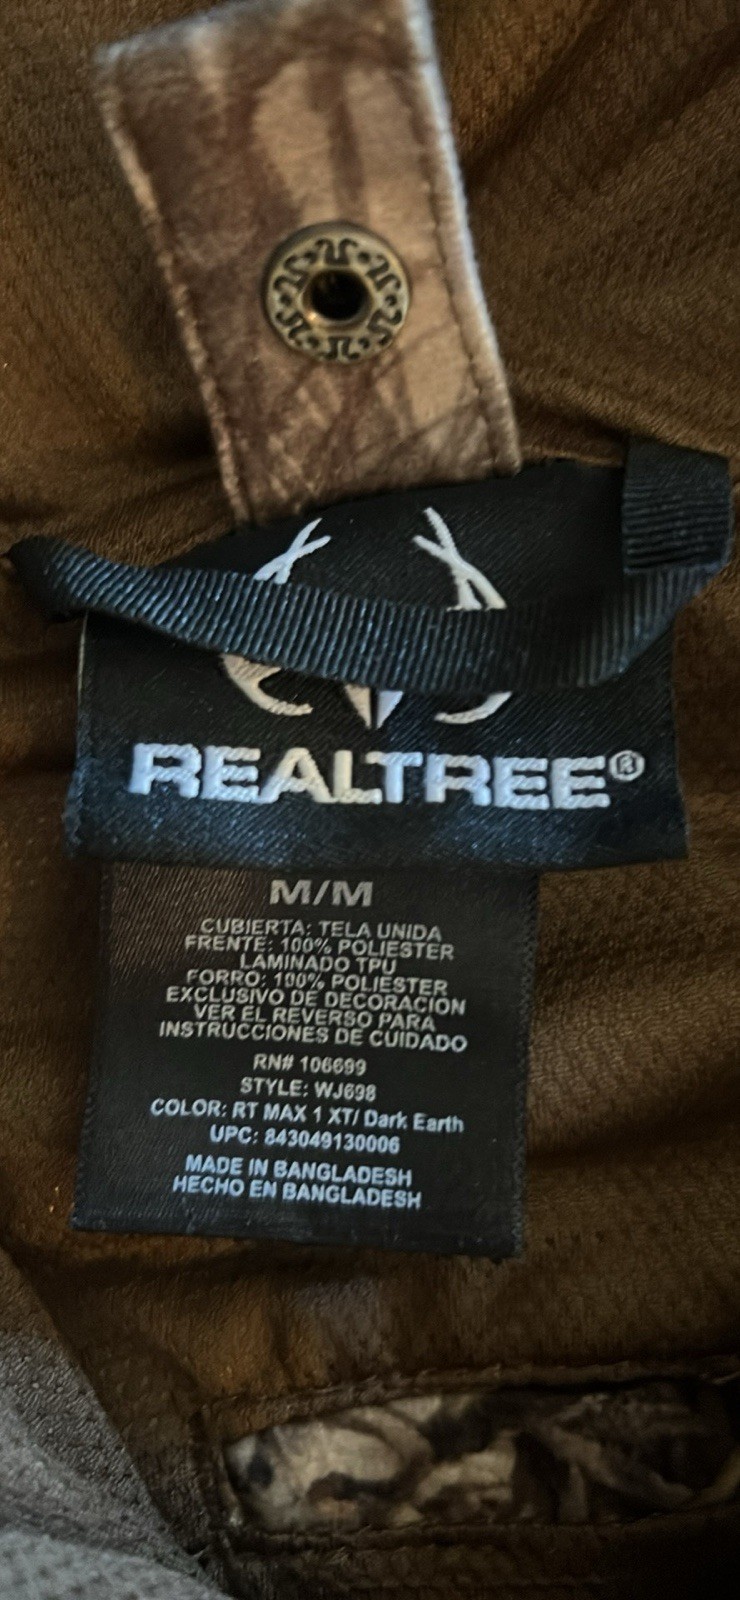 REALTREE®
M/M
CUBIERTA: TELA UNIDA
FRENTE: 100% POLIESTER
LAMINADO TPU
FORRO: 100% POLIESTER
EXCLUSIVO DE DECORACIÓN
VER EL REVERSO PARA
INSTRUCCIONES DE CUIDADO
RN# 106699
STYLE: WJ698
COLOR: RT MAX 1 XT/ Dark Earth
UPC: 843049130006
MADE IN BANGLADESH
HECHO EN BANGLADESH